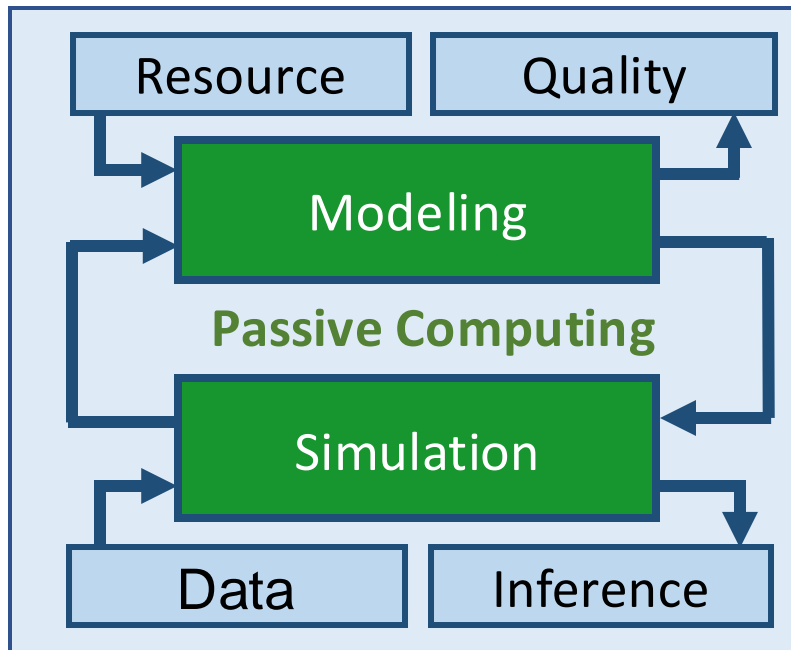 Resource
Quality
Modeling
Passive Computing
Simulation
Data
Inference